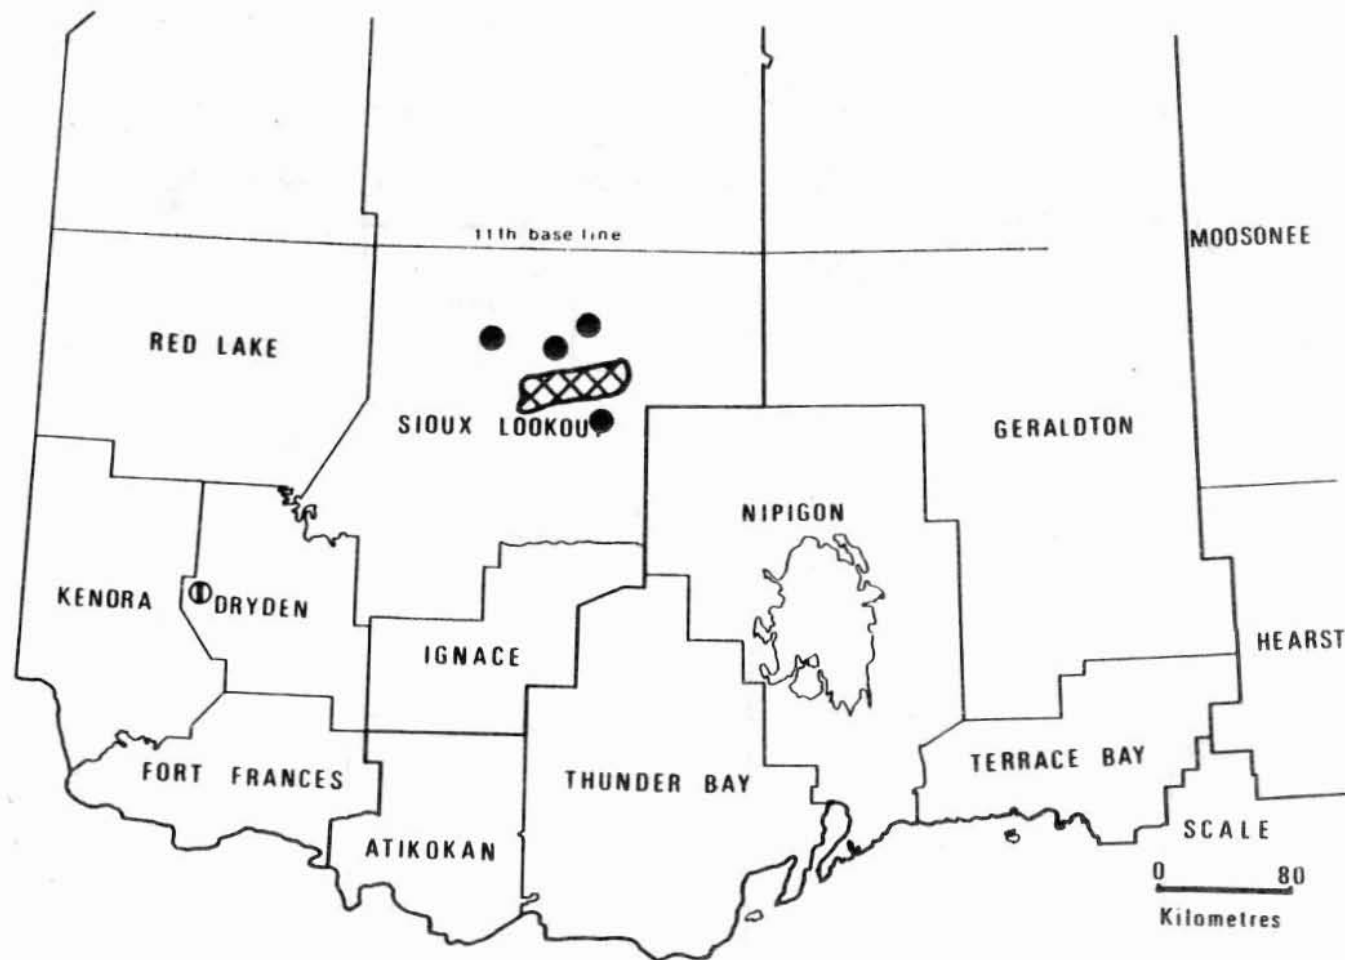 11th base line
MOOSONEE
RED LAKE
SIOUX LOOKOUT
GERALDTON
NIPIGON
KENORA
DRYDEN
IGNACE
HEARST
FORT FRANCES
THUNDER BAY
TERRACE BAY
ATIKOKAN
SCALE
0 80
Kilometres